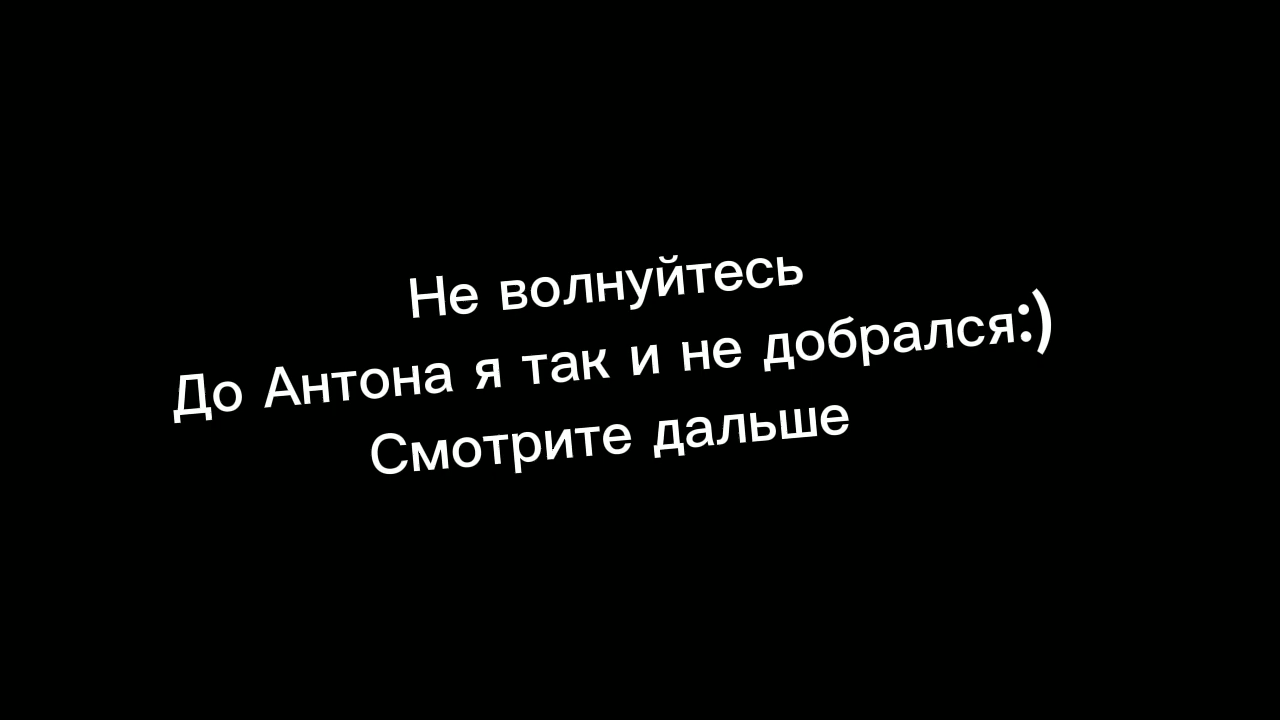 Не волнуйтесь
До Антона я так и не добрался:)
Смотрите дальше